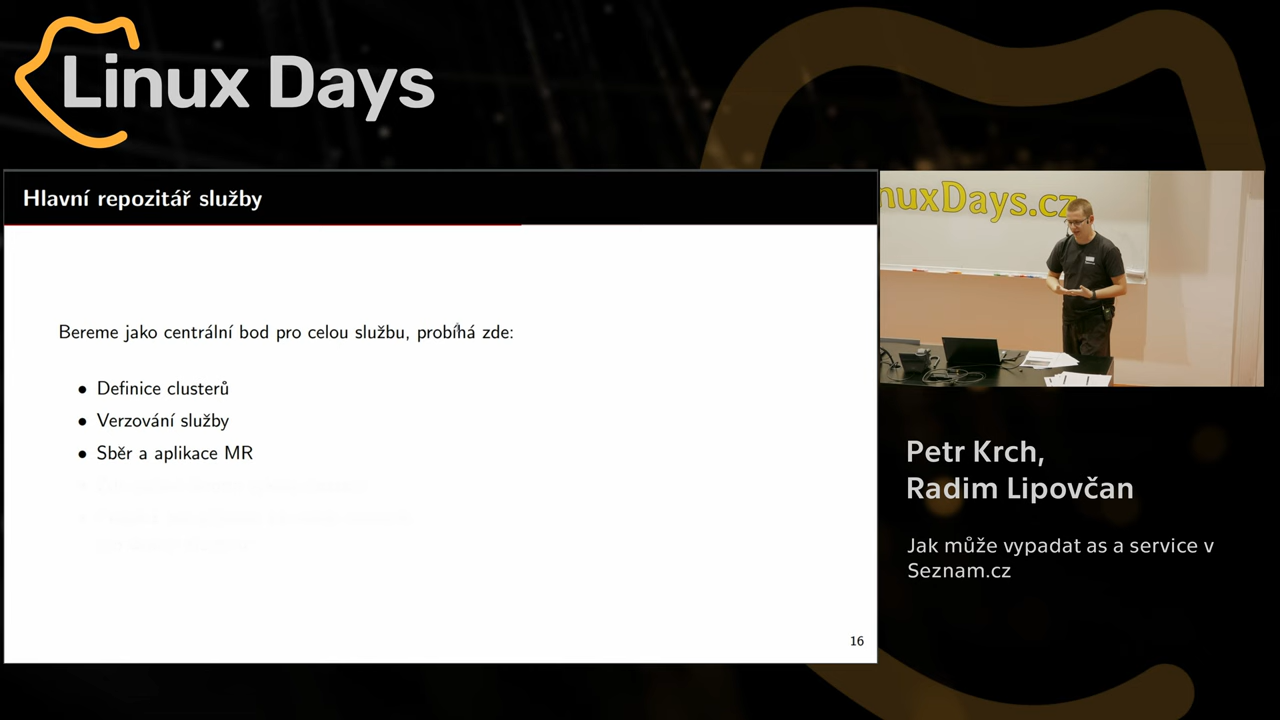 Linux Days
Hlavní repozitář služby
Bereme jako centrální bod pro celou službu, probíhá zde:
• Definice clusterů
• Verzování služby
• Sběr a aplikace MR
16
nuxDays.cz
Petr Krch,
Radim Lipovčan
Jak může vypadat as a service v
Seznam.cz